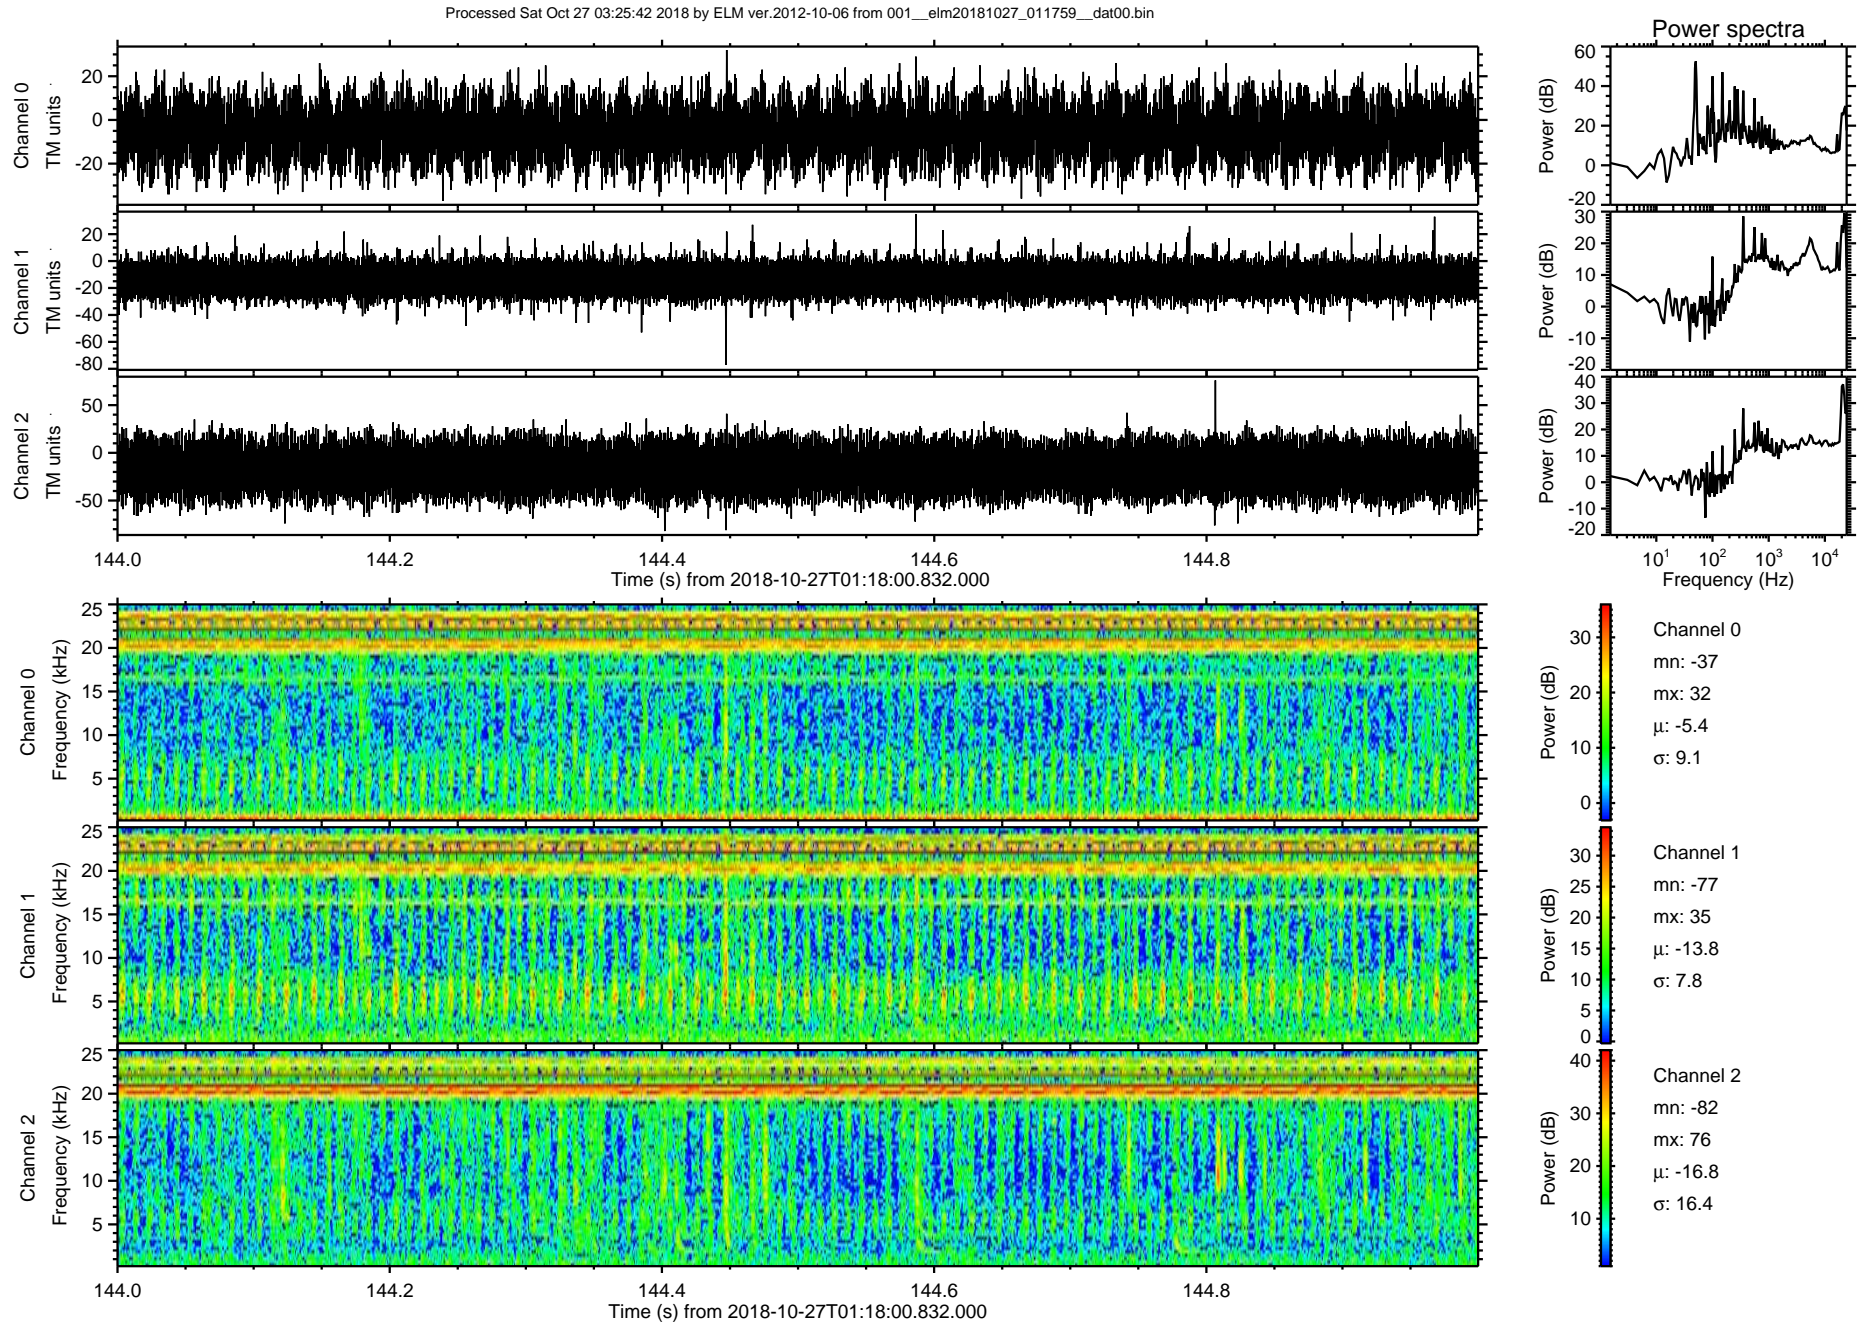 Processed Sat Oct 27 03:25:42 2018 by ELM ver.2012-10-06 from 001__elm20181027_011759__dat00.bin
Power spectra
Channel 0
TM units
20
0
-20
Power (dB)
60
40
20
0
-20
Channel 1
TM units
20
0
-20
-40
-60
-80
Power (dB)
30
20
10
0
-10
-20
Channel 2
TM units
50
0
-50
Power (dB)
40
30
20
10
0
-10
-20
144.0 144.2 144.4 144.6 144.8
Time (s) from 2018-10-27T01:18:00.832.000
10¹ 10² 10³ 10⁴
Frequency (Hz)
Channel 0
Frequency (kHz)
25
20
15
10
5
Power (dB)
30
20
10
0
Channel 0
mn: -37
mx: 32
μ: -5.4
σ: 9.1
Channel 1
Frequency (kHz)
25
20
15
10
5
Power (dB)
30
25
20
15
10
5
0
Channel 1
mn: -77
mx: 35
μ: -13.8
σ: 7.8
Channel 2
Frequency (kHz)
25
20
15
10
5
Power (dB)
40
30
20
10
Channel 2
mn: -82
mx: 76
μ: -16.8
σ: 16.4
144.0 144.2 144.4 144.6 144.8
Time (s) from 2018-10-27T01:18:00.832.000